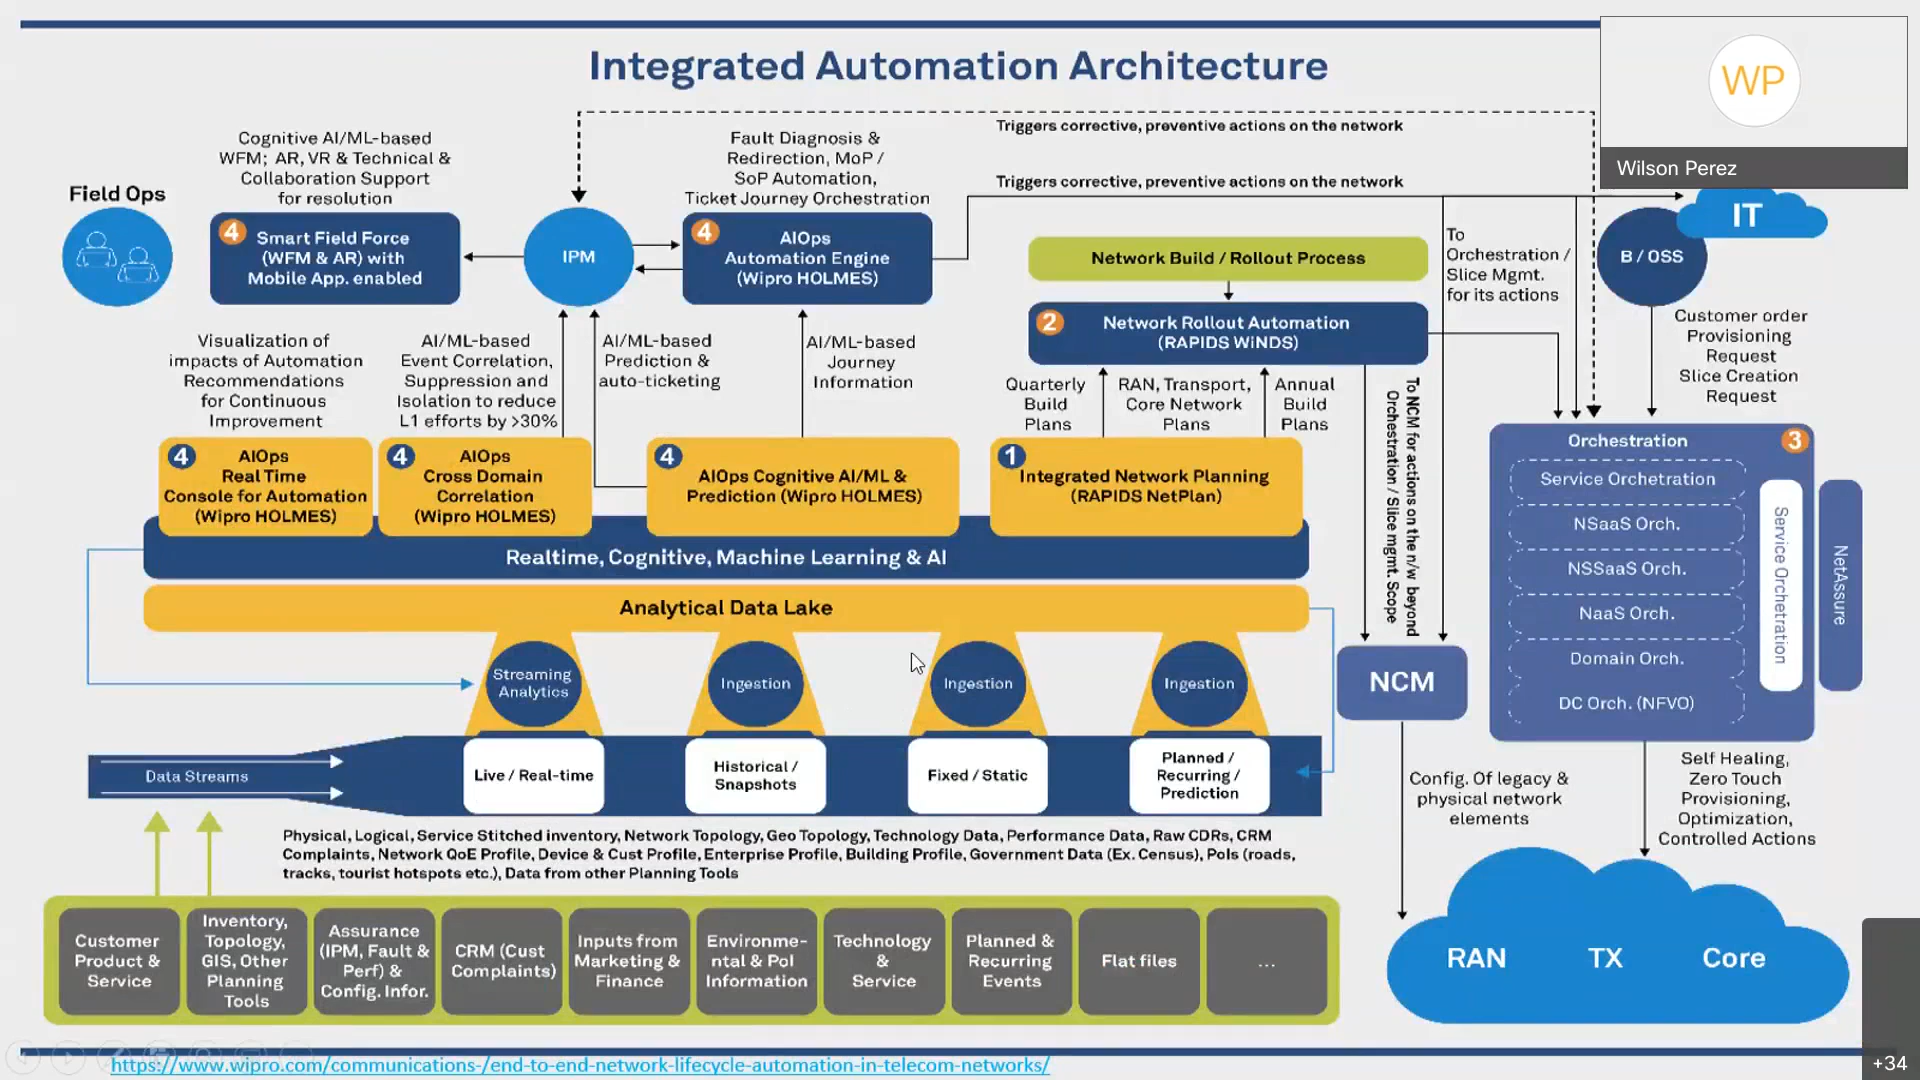 Integrated Automation Architecture
WP
Wilson Perez
Triggers corrective, preventive actions on the network
Triggers corrective, preventive actions on the network
Field Ops
Cognitive AI/ML-based
WFM; AR, VR & Technical &
Collaboration Support
for resolution
Fault Diagnosis &
Redirection, MoP /
SoP Automation,
Ticket Journey Orchestration
4
Smart Field Force
(WFM & AR) with
Mobile App. enabled
IPM
4
AIOps
Automation Engine
(Wipro HOLMES)
Network Build / Rollout Process
To
Orchestration /
Slice Mgmt.
for its actions
B / OSS
IT
2
Network Rollout Automation
(RAPIDS WiNDS)
Customer order
Provisioning
Request
Slice Creation
Request
Visualization of
impacts of Automation
Recommendations
for Continuous
Improvement
AI/ML-based
Event Correlation,
Suppression and
Isolation to reduce
L1 efforts by >30%
AI/ML-based
Prediction &
auto-ticketing
AI/ML-based
Journey
Information
Quarterly
Build
Plans
RAN, Transport,
Core Network
Plans
Annual
Build
Plans
To NCM for actions on the n/w beyond
Orchestration / Slice mgmt. Scope
4
AIOps
Real Time
Console for Automation
(Wipro HOLMES)
4
AIOps
Cross Domain
Correlation
(Wipro HOLMES)
4
AIOps Cognitive AI/ML &
Prediction (Wipro HOLMES)
1
Integrated Network Planning
(RAPIDS NetPlan)
Realtime, Cognitive, Machine Learning & AI
Analytical Data Lake
Orchestration
3
Service Orchetration
NSaaS Orch.
NSSaaS Orch.
NaaS Orch.
Domain Orch.
DC Orch. (NFVO)
Service Orchetration
NetAssure
Streaming
Analytics
Ingestion
Ingestion
Ingestion
NCM
Data Streams
Live / Real-time
Historical /
Snapshots
Fixed / Static
Planned /
Recurring /
Prediction
Config. Of legacy &
physical network
elements
Self Healing,
Zero Touch
Provisioning,
Optimization,
Controlled Actions
Physical, Logical, Service Stitched inventory, Network Topology, Geo Topology, Technology Data, Performance Data, Raw CDRs, CRM
Complaints, Network QoE Profile, Device & Cust Profile, Enterprise Profile, Building Profile, Government Data (Ex. Census), PoIs (roads,
tracks, tourist hotspots etc.), Data from other Planning Tools
Customer
Product &
Service
Inventory,
Topology,
GIS, Other
Planning
Tools
Assurance
(IPM, Fault &
Perf) &
Config. Infor.
CRM (Cust
Complaints)
Inputs from
Marketing &
Finance
Environme-
ntal & PoI
Information
Technology
&
Service
Planned &
Recurring
Events
Flat files
...
RAN
TX
Core
https://www.wipro.com/communications-/end-to-end-network-lifecycle-automation-in-telecom-networks/
+34